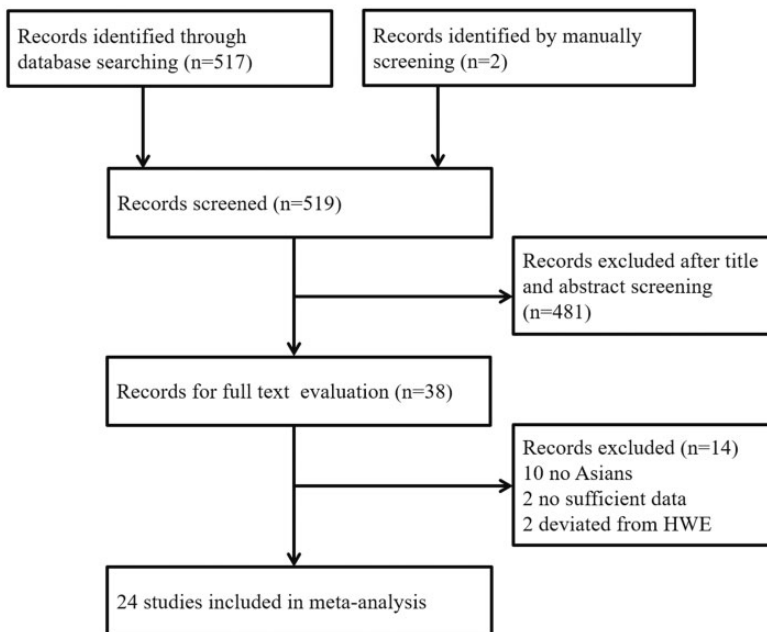 Records identified through
database searching (n=517)
Records identified by manually
screening (n=2)
Records screened (n=519)
Records excluded after title
and abstract screening
(n=481)
Records for full text evaluation (n=38)
Records excluded (n=14)
10 no Asians
2 no sufficient data
2 deviated from HWE
24 studies included in meta-analysis